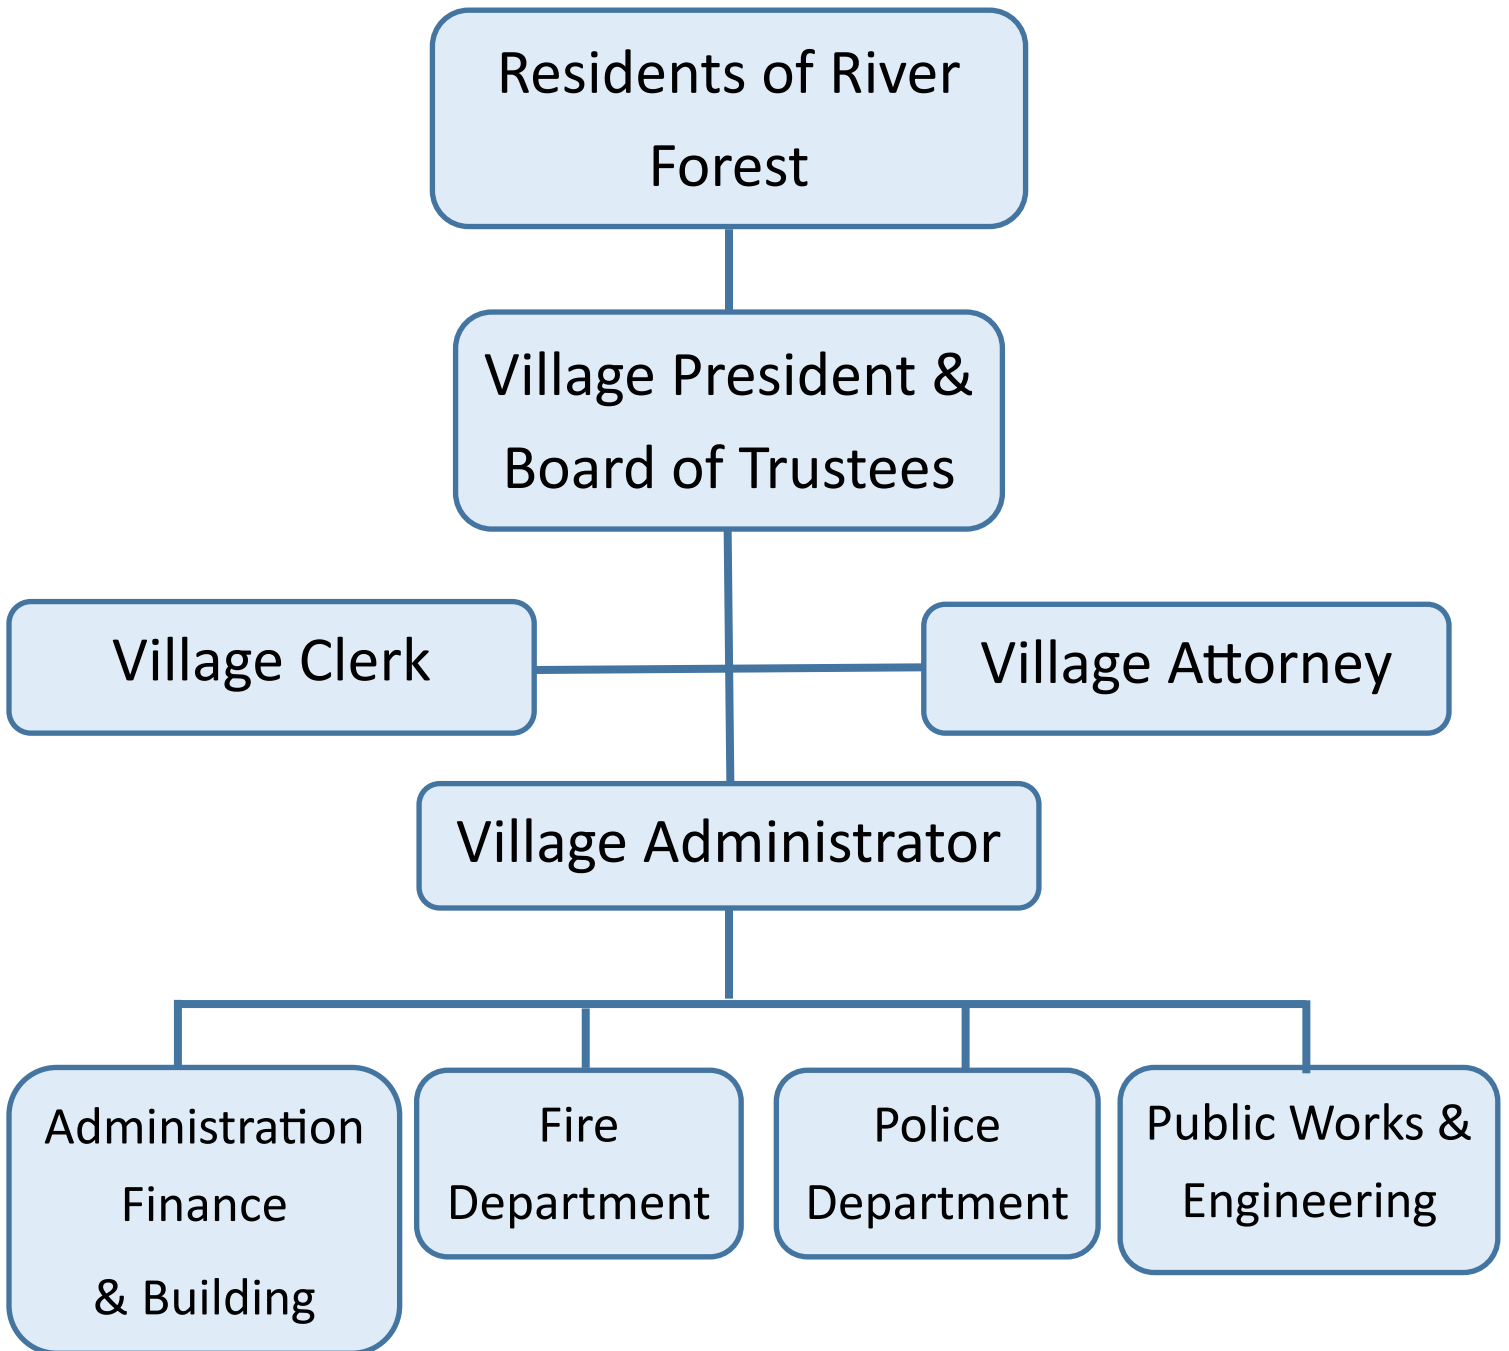 Residents of River
Forest
Village President &
Board of Trustees
Village Clerk
Village Attorney
Village Administrator
Administration
Finance
& Building
Fire
Department
Police
Department
Public Works &
Engineering